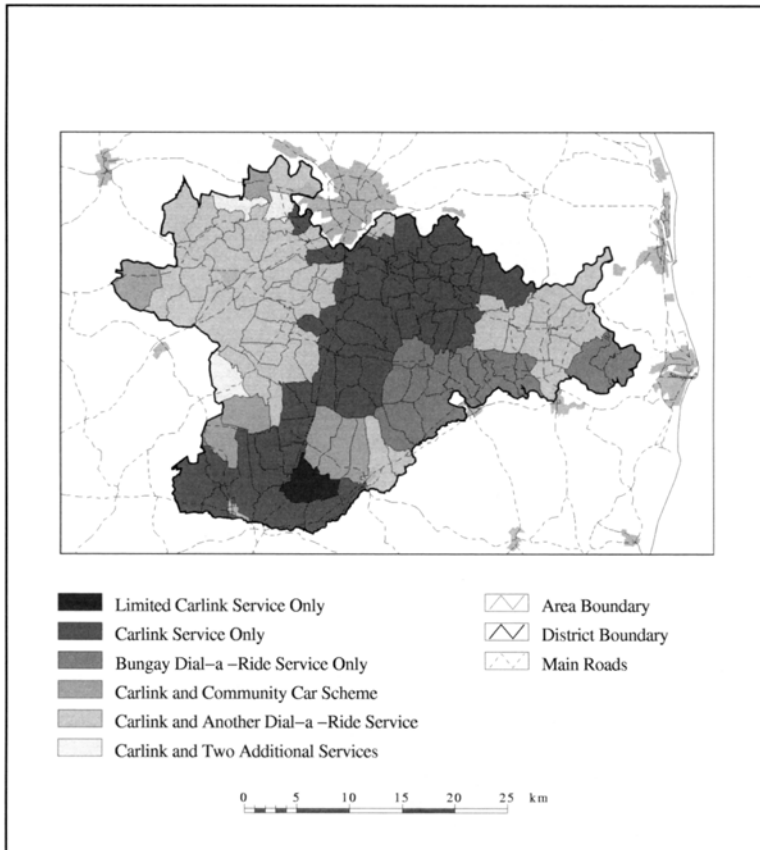 Limited Carlink Service Only
Carlink Service Only
Bungay Dial–a –Ride Service Only
Carlink and Community Car Scheme
Carlink and Another Dial–a –Ride Service
Carlink and Two Additional Services
Area Boundary
District Boundary
Main Roads
0 5 10 15 20 25 km